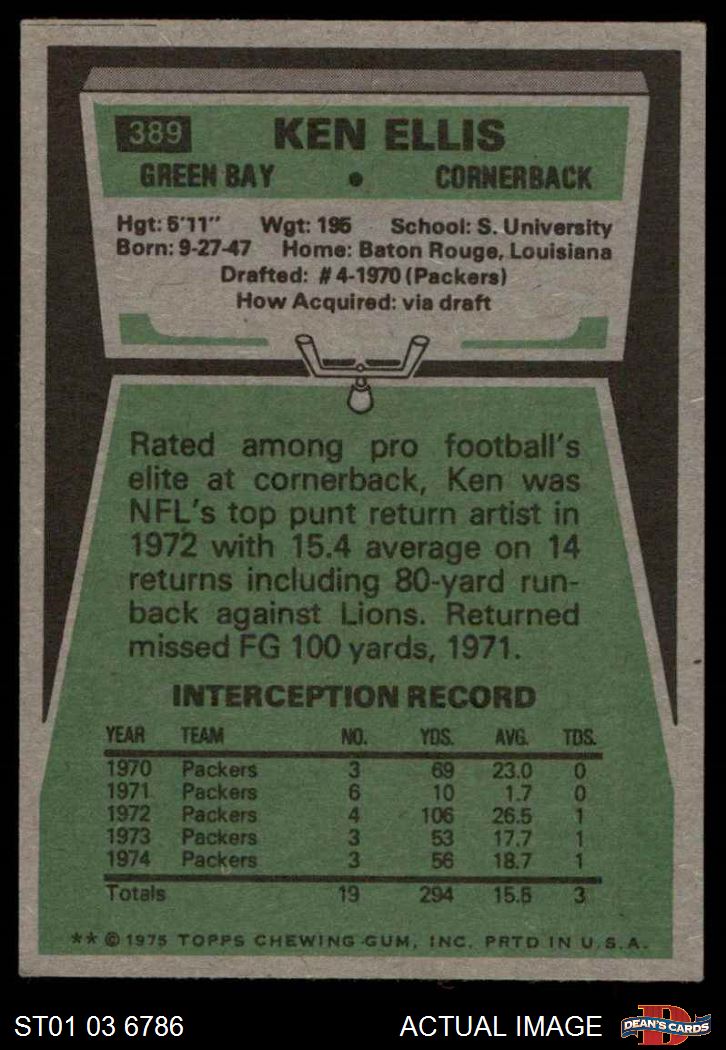 389 KEN ELLIS
GREEN BAY • CORNERBACK
Hgt: 5'11" Wgt: 195 School: S. University
Born: 9-27-47 Home: Baton Rouge, Louisiana
Drafted: #4-1970 (Packers)
How Acquired: via draft
Rated among pro football's
elite at cornerback, Ken was
NFL's top punt return artist in
1972 with 15.4 average on 14
returns including 80-yard run-
back against Lions. Returned
missed FG 100 yards, 1971.
INTERCEPTION RECORD
YEAR TEAM NO. YDS. AVG. TDS.
1970 Packers 3 69 23.0 0
1971 Packers 6 10 1.7 0
1972 Packers 4 106 26.5 1
1973 Packers 3 53 17.7 1
1974 Packers 3 56 18.7 1
Totals 19 294 15.5 3
** © 1975 TOPPS CHEWING GUM, INC. PRTD IN U.S.A.
ST01 03 6786 ACTUAL IMAGE D DEAN'S CARDS